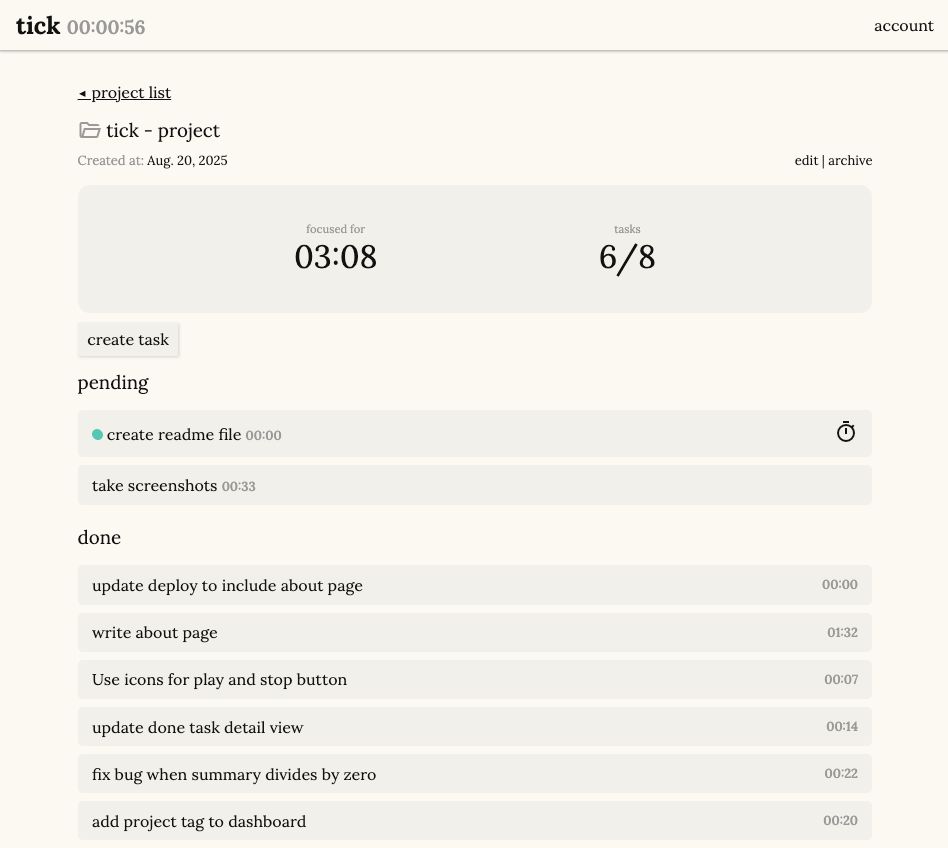 tick 00:00:56 account
◂ project list
tick - project
Created at: Aug. 20, 2025 edit | archive
focused for tasks
03:08 6/8
create task
pending
create readme file 00:00
take screenshots 00:33
done
update deploy to include about page 00:00
write about page 01:32
Use icons for play and stop button 00:07
update done task detail view 00:14
fix bug when summary divides by zero 00:22
add project tag to dashboard 00:20